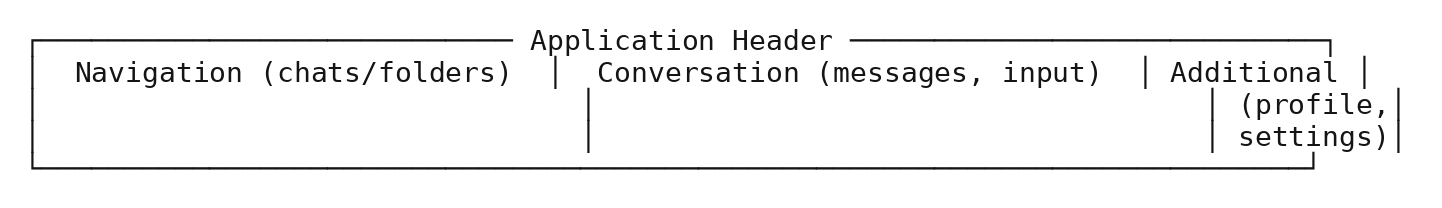 Application Header
Navigation (chats/folders) │ Conversation (messages, input) │ Additional │
(profile,
settings)